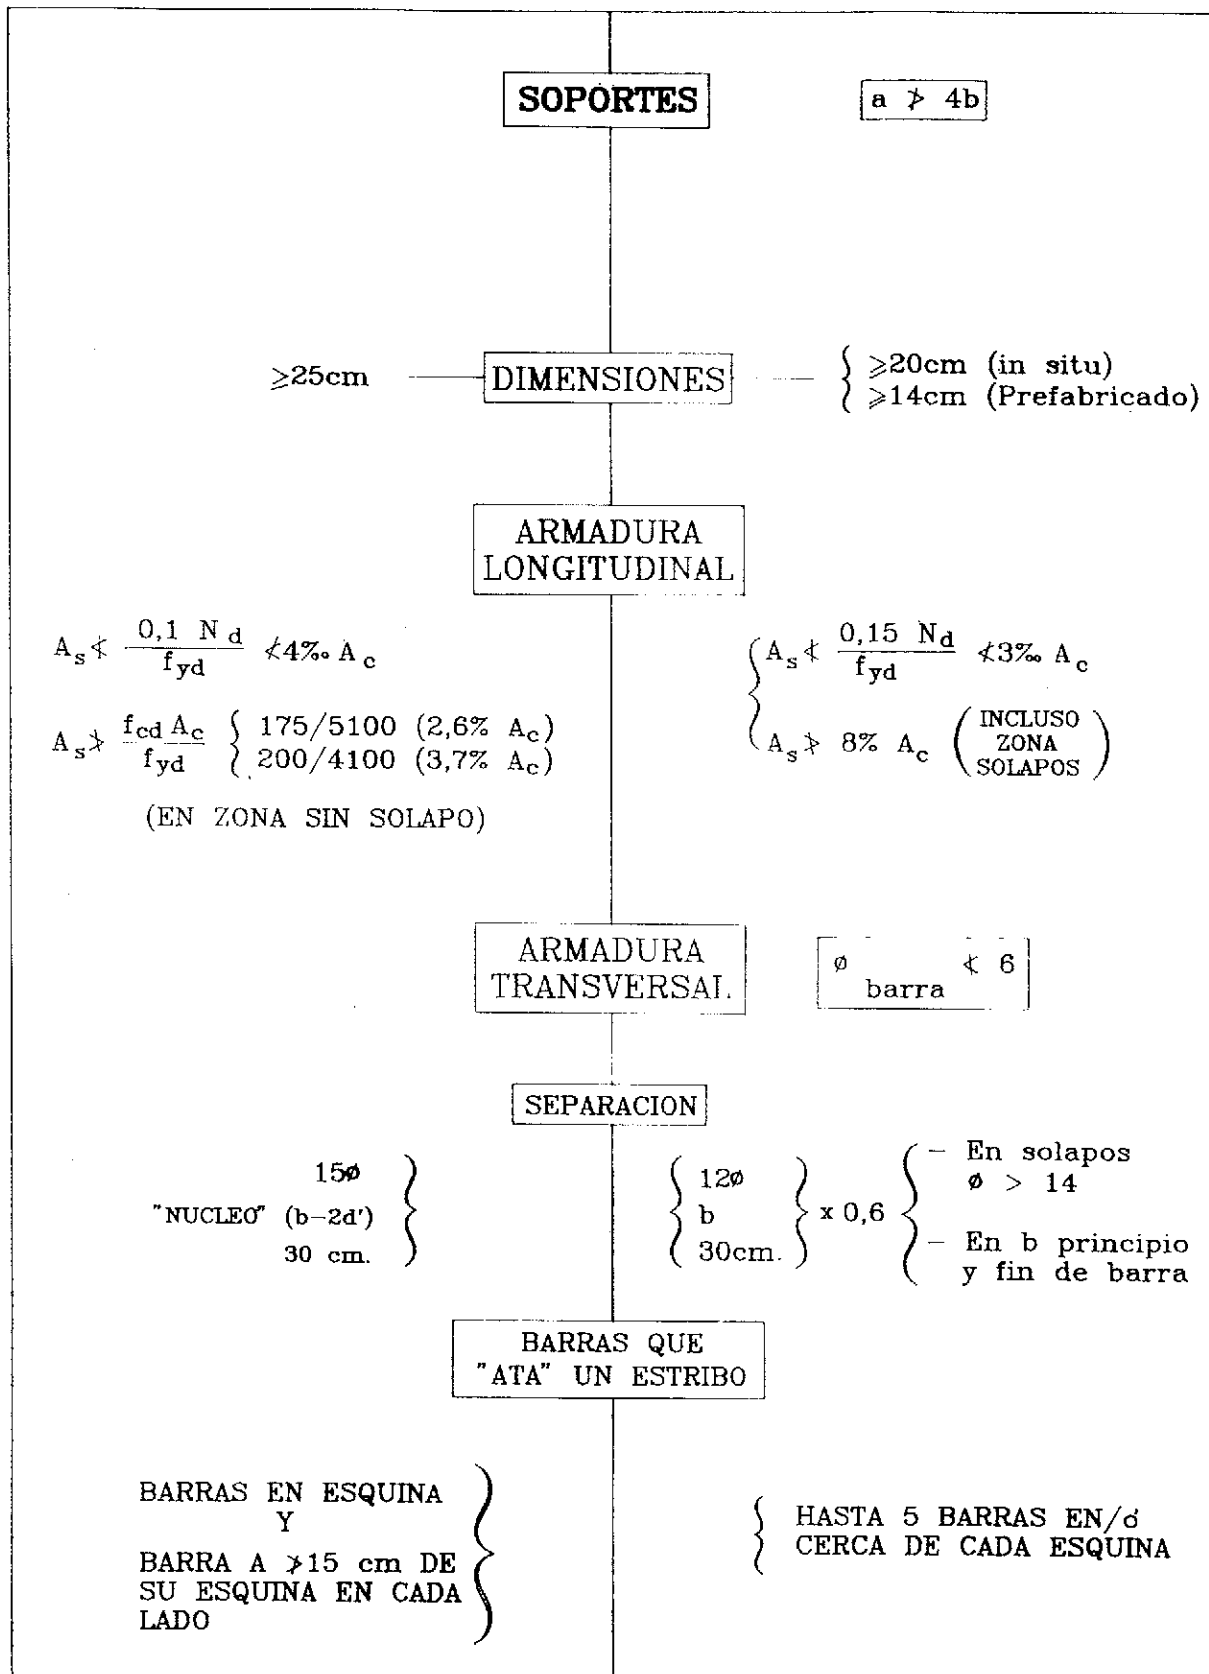 SOPORTES
a ≯ 4b
≥25cm
DIMENSIONES
≥20cm (in situ)
≥14cm (Prefabricado)
ARMADURA
LONGITUDINAL
A_s ≮ 0,1 N_d / f_yd ≮4‰ A_c
A_s ≯ f_cd A_c / f_yd
175/5100 (2,6% A_c)
200/4100 (3,7% A_c)
(EN ZONA SIN SOLAPO)
A_s ≮ 0,15 N_d / f_yd ≮3‰ A_c
A_s ≯ 8% A_c
INCLUSO
ZONA
SOLAPOS
ARMADURA
TRANSVERSAL
ø barra ≮ 6
SEPARACION
15ø
"NUCLEO" (b-2d')
30 cm.
12ø
b
30cm.
x 0,6
- En solapos
ø > 14
- En b principio
y fin de barra
BARRAS QUE
"ATA" UN ESTRIBO
BARRAS EN ESQUINA
Y
BARRA A ≯15 cm DE
SU ESQUINA EN CADA
LADO
HASTA 5 BARRAS EN/ó
CERCA DE CADA ESQUINA